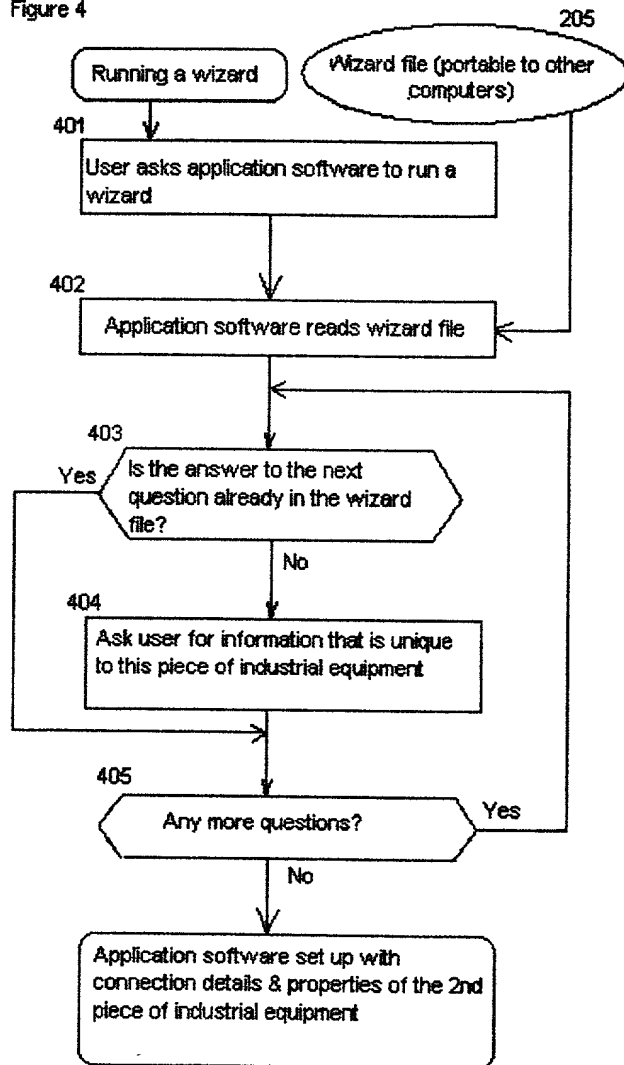 Figure 4
205
Running a wizard
Wizard file (portable to other
computers)
401
User asks application software to run a
wizard
402
Application software reads wizard file
403
Yes
Is the answer to the next
question already in the wizard
file?
No
404
Ask user for information that is unique
to this piece of industrial equipment
405
Any more questions?
Yes
No
Application software set up with
connection details & properties of the 2nd
piece of industrial equipment